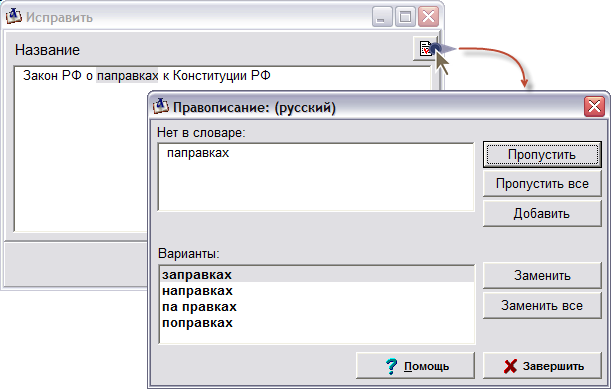 Исправить
Название
Закон РФ о паправках к Конституции РФ
Правописание: (русский)
Нет в словаре:
паправках
Пропустить
Пропустить все
Добавить
Варианты:
заправках
направках
па правках
поправках
Заменить
Заменить все
? Помощь
Завершить